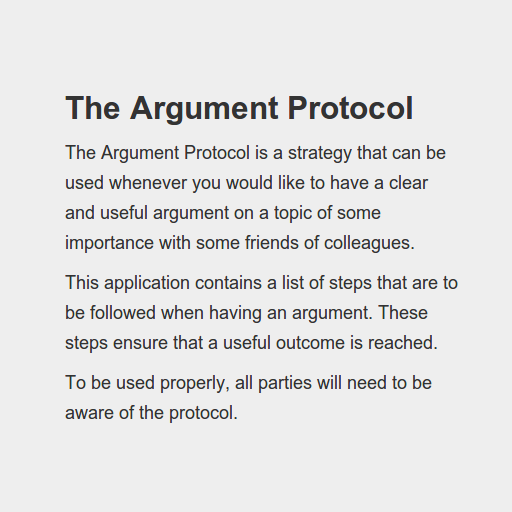 The Argument Protocol
The Argument Protocol is a strategy that can be
used whenever you would like to have a clear
and useful argument on a topic of some
importance with some friends of colleagues.
This application contains a list of steps that are to
be followed when having an argument. These
steps ensure that a useful outcome is reached.
To be used properly, all parties will need to be
aware of the protocol.